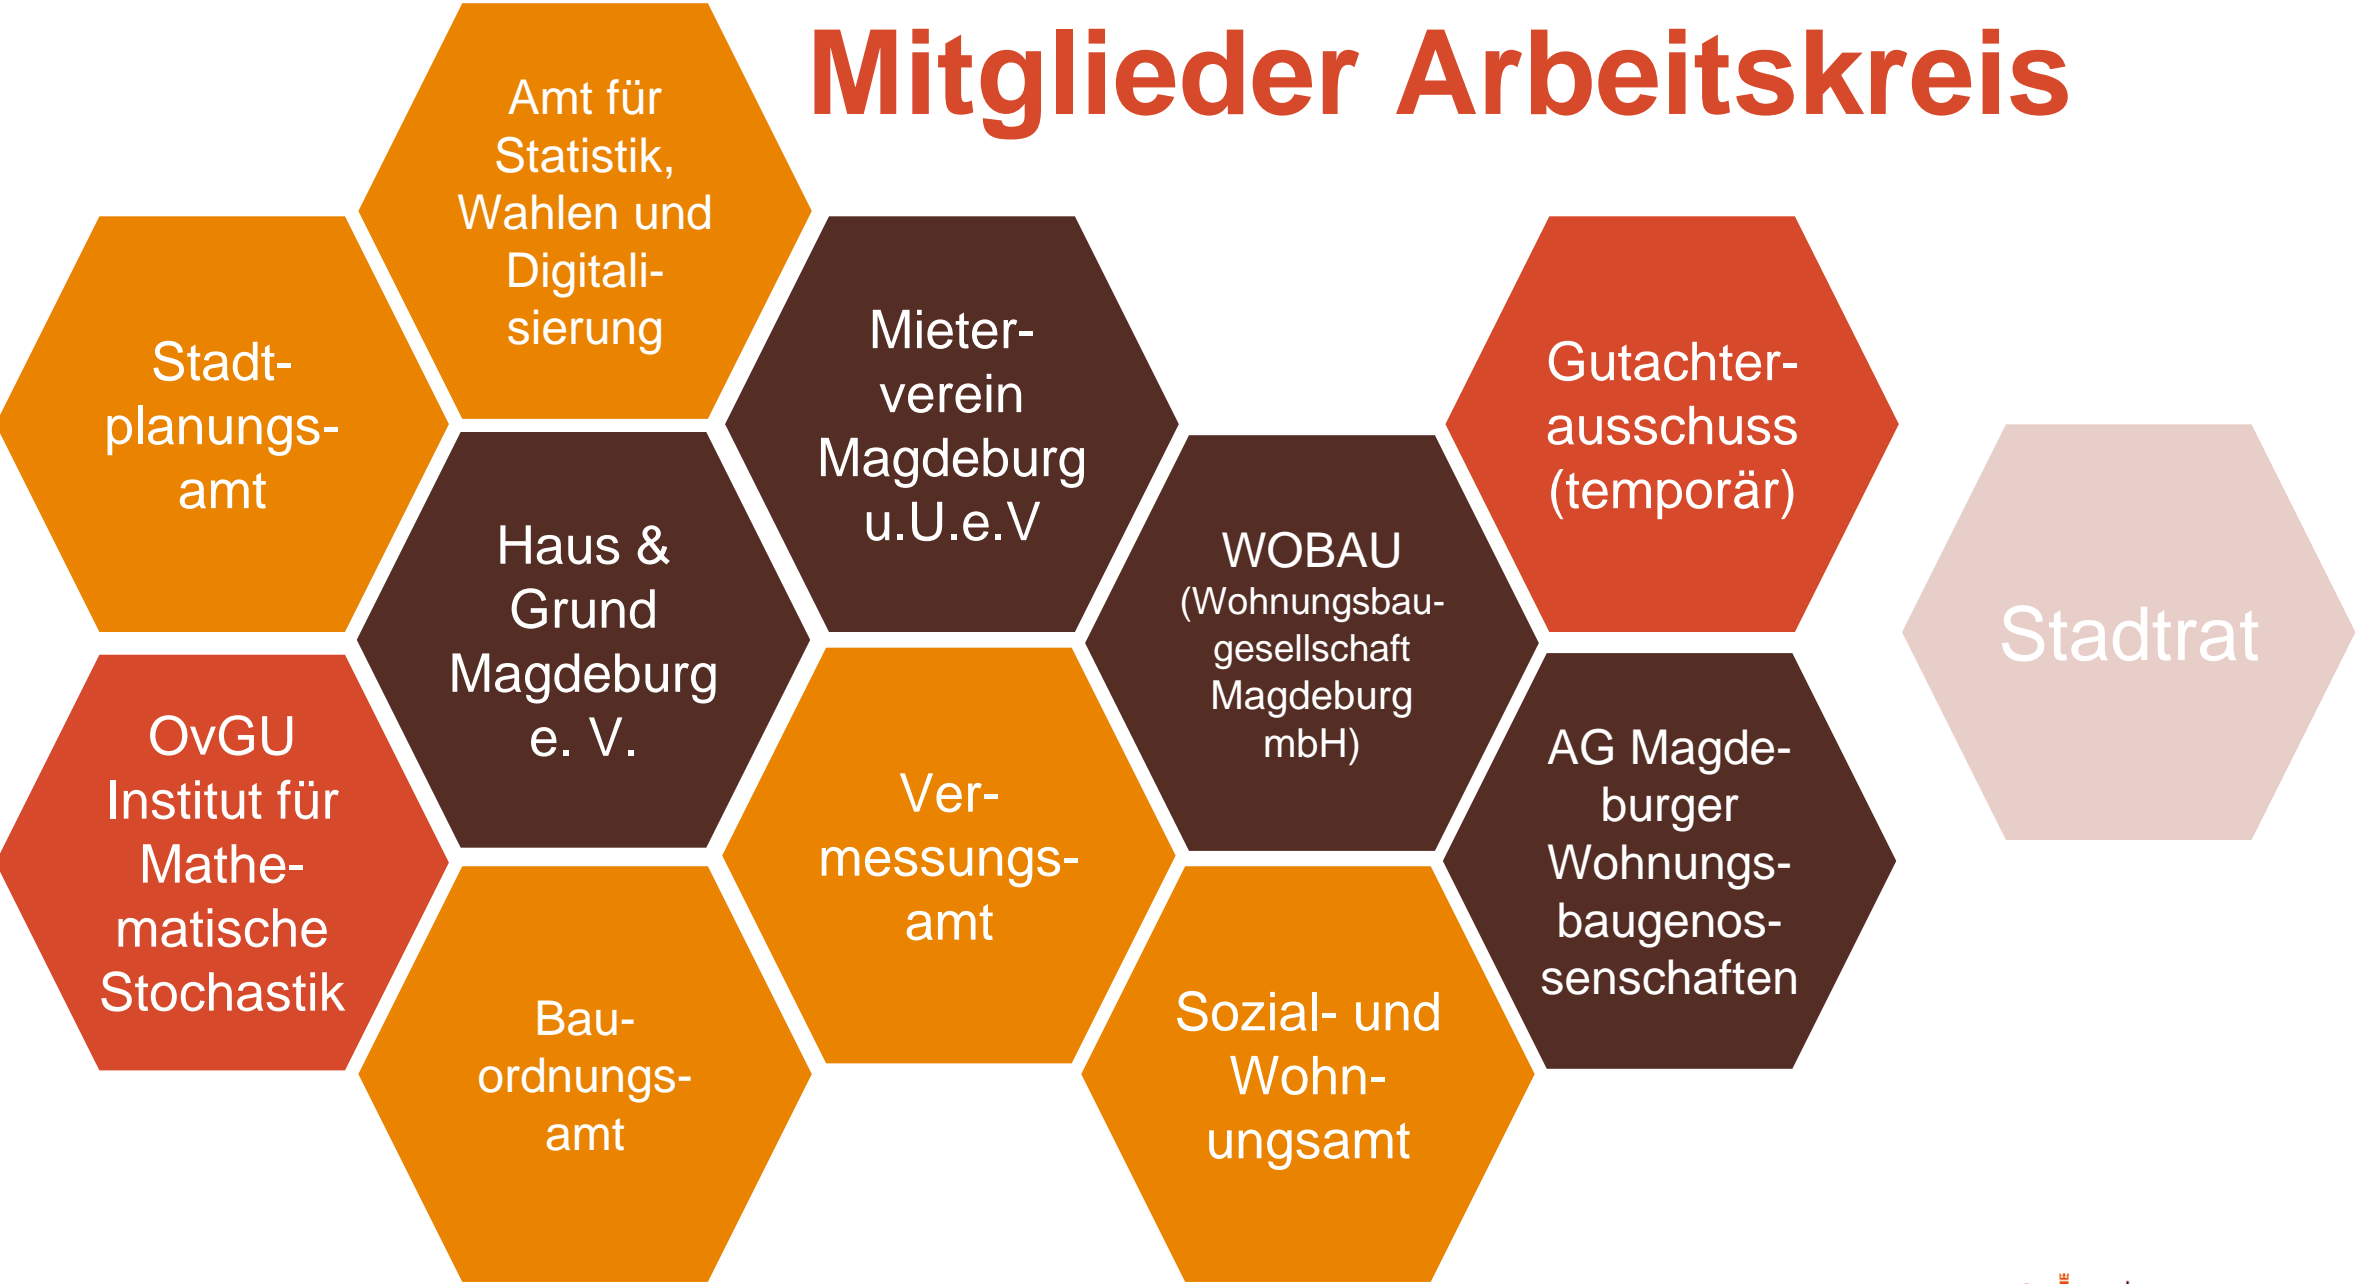 Mitglieder Arbeitskreis
Amt für
Statistik,
Wahlen und
Digitali-
sierung
Stadt-
planungs-
amt
Mieter-
verein
Magdeburg
u.U.e.V
Gutachter-
ausschuss
(temporär)
Haus &
Grund
Magdeburg
e. V.
WOBAU
(Wohnungsbau-
gesellschaft
Magdeburg
mbH)
Stadtrat
OvGU
Institut für
Mathe-
matische
Stochastik
Ver-
messungs-
amt
AG Magde-
burger
Wohnungs-
baugenos-
senschaften
Bau-
ordnungs-
amt
Sozial- und
Wohn-
ungsamt